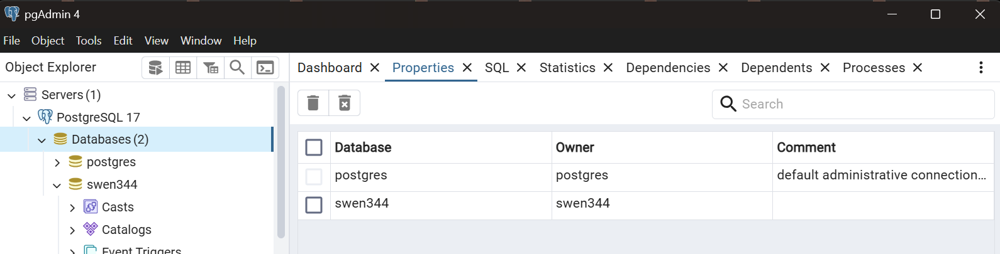 pgAdmin 4
File Object Tools Edit View Window Help
Object Explorer
Dashboard Properties SQL Statistics Dependencies Dependents Processes
Servers (1)
PostgreSQL 17
Databases (2)
postgres
swen344
Casts
Catalogs
Event Triggers
Search
Database Owner Comment
postgres postgres default administrative connection...
swen344 swen344